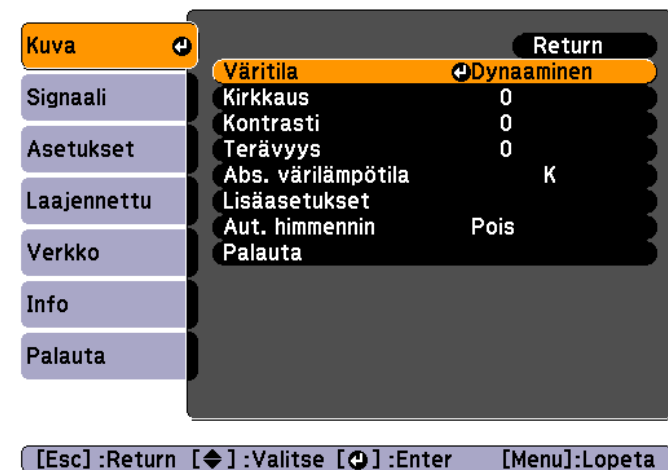 Kuva
Signaali
Asetukset
Laajennettu
Verkko
Info
Palauta
Return
Väritila Dynaaminen
Kirkkaus 0
Kontrasti 0
Terävyys 0
Abs. värilämpötila K
Lisäasetukset
Aut. himmennin Pois
Palauta
[Esc] :Return [◆] :Valitse [↵] :Enter [Menu]:Lopeta